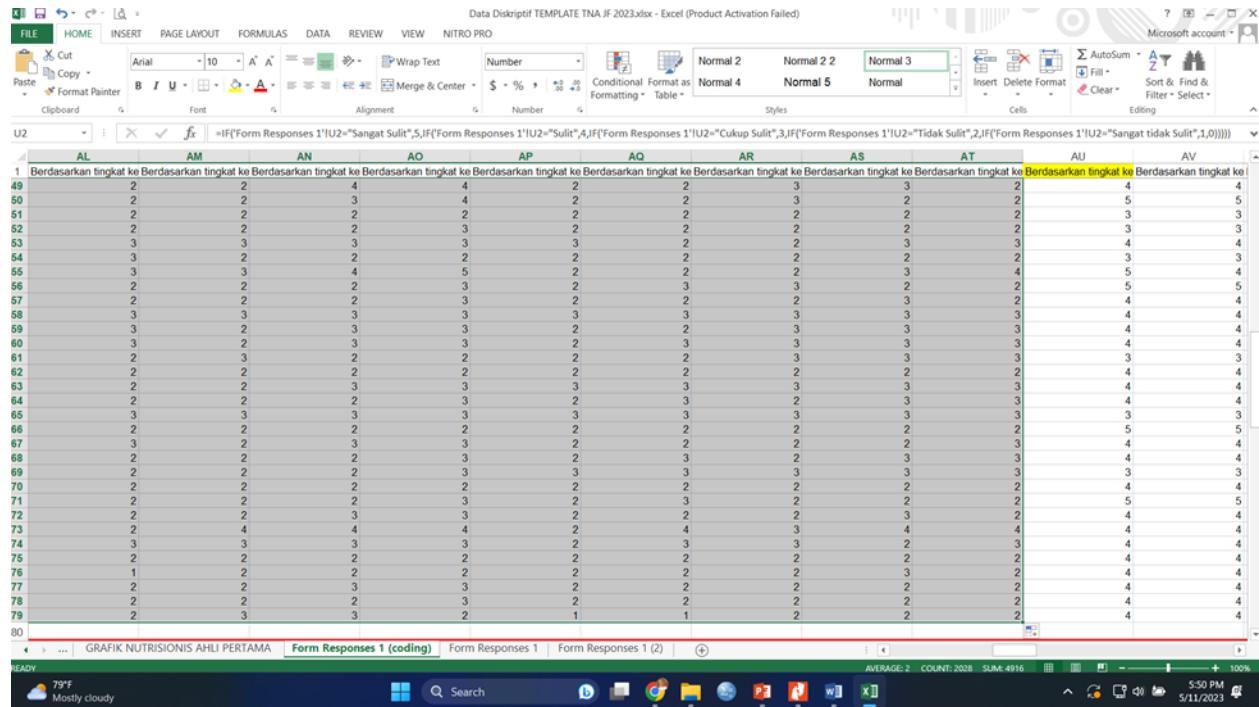 Data Diskriptif TEMPLATE TNA JF 2023.xlsx - Excel (Product Activation Failed)
FILE HOME INSERT PAGE LAYOUT FORMULAS DATA REVIEW VIEW NITRO PRO Microsoft account
Paste Cut Copy Format Painter Clipboard
Arial 10 B I U A Font
Wrap Text Merge & Center Alignment
Number $ % , Number
Conditional Formatting Format as Table
Normal 2 Normal 2 2 Normal 3
Normal 4 Normal 5 Normal
Styles
Insert Delete Format Cells
AutoSum Fill Clear Sort & Filter Find & Select Editing
U2 fx =IF('Form Responses 1'!U2="Sangat Sulit",5,IF('Form Responses 1'!U2="Sulit",4,IF('Form Responses 1'!U2="Cukup Sulit",3,IF('Form Responses 1'!U2="Tidak Sulit",2,IF('Form Responses 1'!U2="Sangat tidak Sulit",1,0)))))
AL AM AN AO AP AQ AR AS AT AU AV
1 Berdasarkan tingkat ke Berdasarkan tingkat ke Berdasarkan tingkat ke Berdasarkan tingkat ke Berdasarkan tingkat ke Berdasarkan tingkat ke Berdasarkan tingkat ke Berdasarkan tingkat ke Berdasarkan tingkat ke Berdasarkan tingkat ke Berdasarkan tingkat ke
49 2 2 4 4 2 2 3 3 2 4 4
50 2 2 3 4 2 2 3 2 2 5 5
51 2 2 2 2 2 2 2 2 2 3 3
52 2 2 2 3 2 2 2 2 2 3 3
53 3 3 3 3 3 2 2 3 3 4 4
54 3 2 2 2 2 2 2 2 2 3 3
55 3 3 4 5 2 2 2 3 4 5 4
56 2 2 2 3 2 3 3 2 2 5 5
57 2 2 2 3 2 2 2 3 2 4 4
58 3 3 3 3 3 3 3 3 3 4 4
59 3 2 3 3 2 2 3 3 3 4 4
60 3 2 3 3 2 3 3 3 3 4 4
61 2 3 2 2 2 2 3 3 2 3 3
62 2 2 2 2 2 2 2 2 2 4 4
63 2 2 3 3 3 3 3 3 3 4 4
64 2 2 2 3 2 3 2 3 3 4 4
65 3 3 3 3 3 3 3 3 3 3 3
66 2 2 2 2 2 2 2 2 2 5 5
67 3 2 3 3 2 2 2 3 3 4 4
68 2 2 2 3 2 2 2 3 3 4 4
69 2 2 2 3 3 3 3 3 3 3 3
70 2 2 2 2 2 2 2 2 2 4 4
71 2 2 2 3 2 3 2 2 2 5 5
72 2 2 3 3 2 2 2 3 2 4 4
73 2 4 4 4 2 4 3 4 4 4 4
74 3 3 3 3 2 3 3 2 3 4 4
75 2 2 2 2 2 2 2 2 2 4 4
76 1 2 2 2 2 2 2 3 2 4 4
77 2 2 3 3 2 2 2 2 2 4 4
78 2 2 2 3 2 2 2 2 2 4 4
79 2 3 3 2 1 1 2 2 2 4 4
80
... GRAFIK NUTRISIONIS AHLI PERTAMA Form Responses 1 (coding) Form Responses 1 Form Responses 1 (2)
READY AVERAGE: 2 COUNT: 2028 SUM: 4916 100%
79°F
Mostly cloudy
Search
5:50 PM
5/11/2023